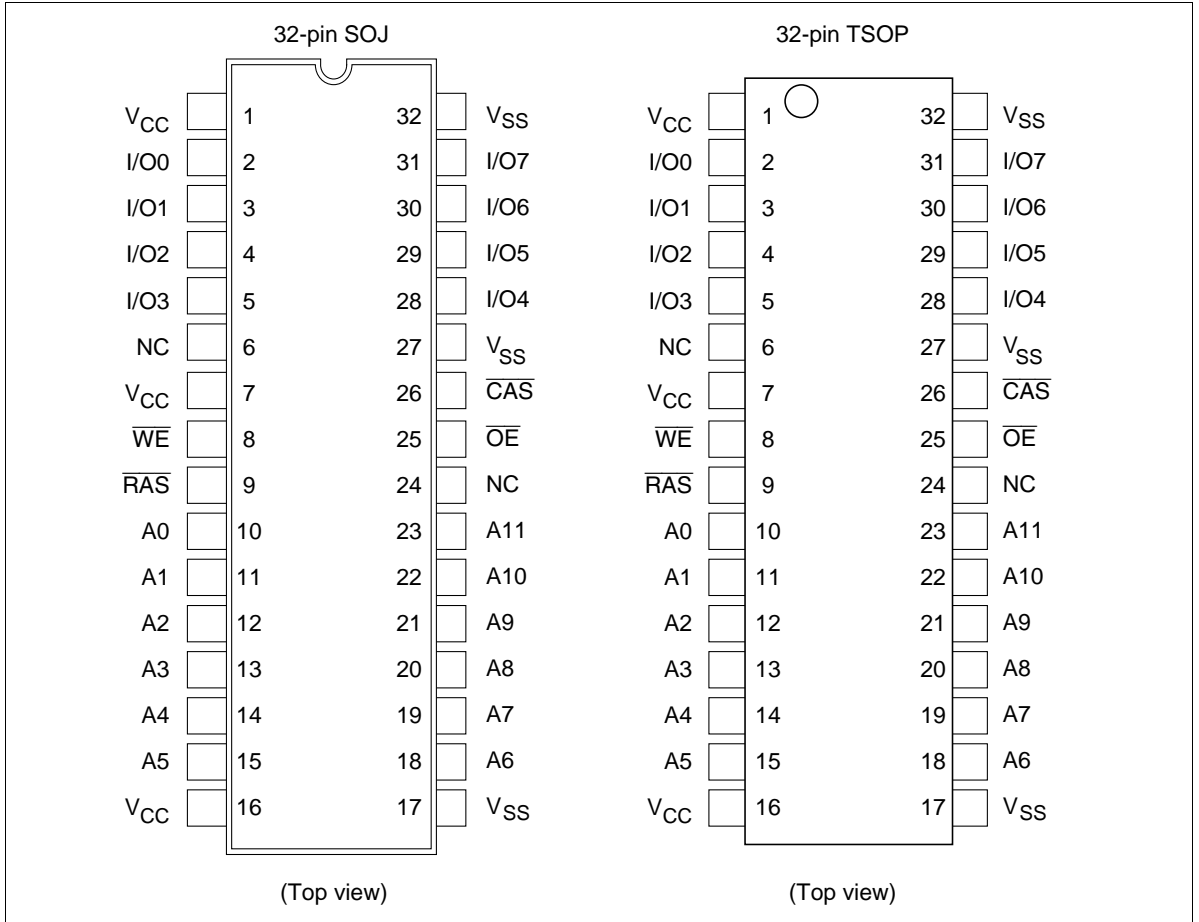 32-pin SOJ 32-pin TSOP
VCC 1 32 VSS VCC 1 32 VSS
I/O0 2 31 I/O7 I/O0 2 31 I/O7
I/O1 3 30 I/O6 I/O1 3 30 I/O6
I/O2 4 29 I/O5 I/O2 4 29 I/O5
I/O3 5 28 I/O4 I/O3 5 28 I/O4
NC 6 27 VSS NC 6 27 VSS
VCC 7 26 CAS VCC 7 26 CAS
WE 8 25 OE WE 8 25 OE
RAS 9 24 NC RAS 9 24 NC
A0 10 23 A11 A0 10 23 A11
A1 11 22 A10 A1 11 22 A10
A2 12 21 A9 A2 12 21 A9
A3 13 20 A8 A3 13 20 A8
A4 14 19 A7 A4 14 19 A7
A5 15 18 A6 A5 15 18 A6
VCC 16 17 VSS VCC 16 17 VSS
(Top view) (Top view)